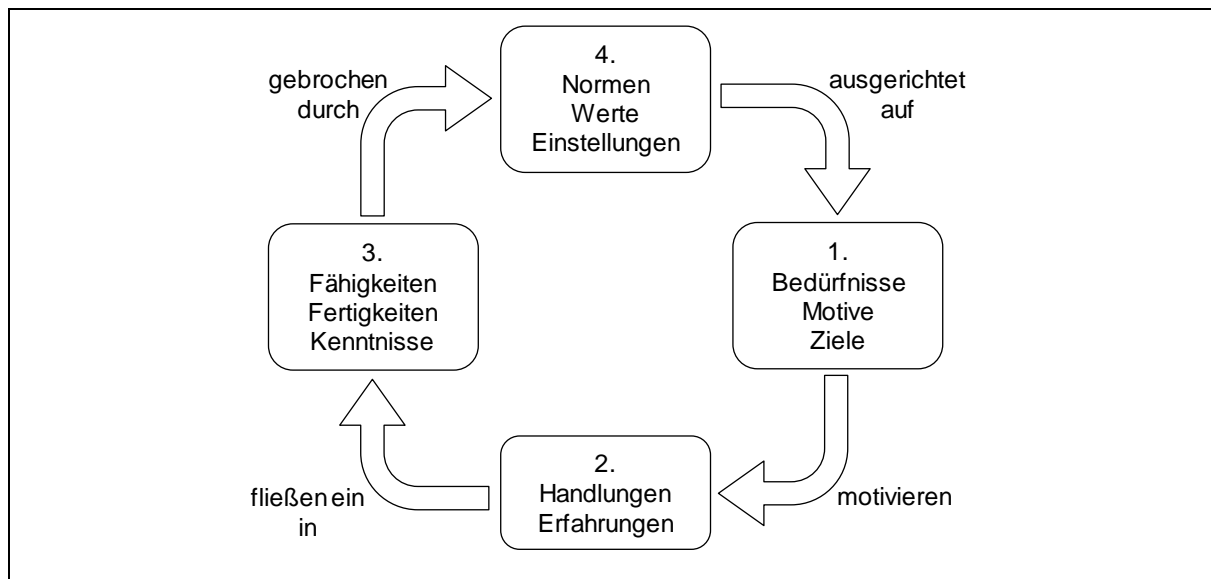 4.
Normen
Werte
Einstellungen
ausgerichtet
auf
1.
Bedürfnisse
Motive
Ziele
motivieren
2.
Handlungen
Erfahrungen
fließen ein
in
3.
Fähigkeiten
Fertigkeiten
Kenntnisse
gebrochen
durch